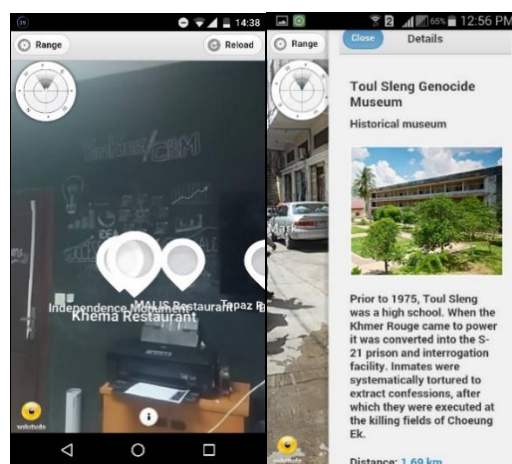 14:38
Range
Reload
Independence Monument
MALIS Restaurant
Topaz R
Khema Restaurant
wikitude
65%
12:56 PM
Range
Close
Details
Toul Sleng Genocide
Museum
Historical museum
Prior to 1975, Toul Sleng
was a high school. When the
Khmer Rouge came to power
it was converted into the S-
21 prison and interrogation
facility. Inmates were
systematically tortured to
extract confessions, after
which they were executed at
the killing fields of Choeung
Ek.
Distance: 1.69 km
wikitude